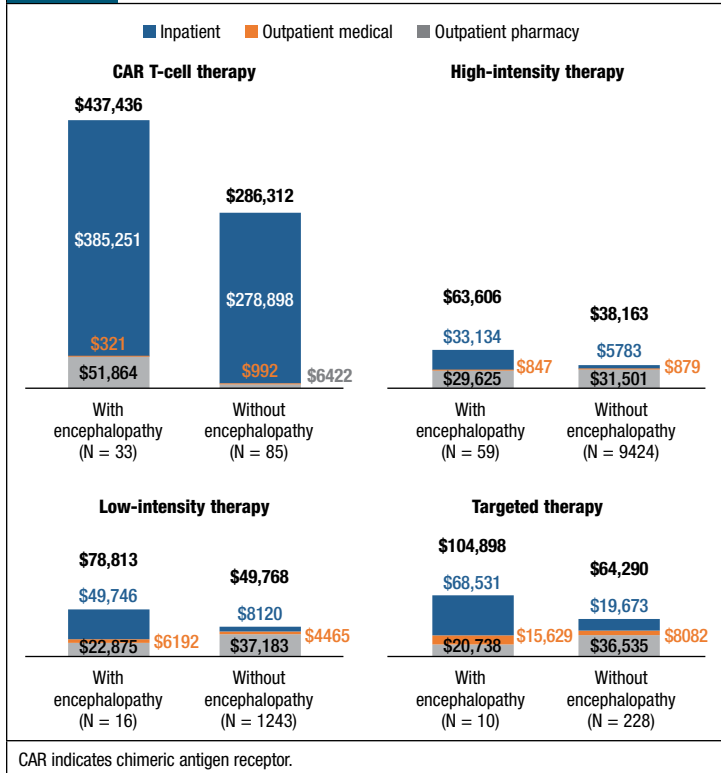 Inpatient Outpatient medical Outpatient pharmacy
CAR T-cell therapy
$437,436
$385,251
$321
$51,864
With
encephalopathy
(N = 33)
$286,312
$278,898
$992
$6422
Without
encephalopathy
(N = 85)
High-intensity therapy
$63,606
$33,134
$847
$29,625
With
encephalopathy
(N = 59)
$38,163
$5783
$879
$31,501
Without
encephalopathy
(N = 9424)
Low-intensity therapy
$78,813
$49,746
$6192
$22,875
With
encephalopathy
(N = 16)
$49,768
$8120
$4465
$37,183
Without
encephalopathy
(N = 1243)
Targeted therapy
$104,898
$68,531
$15,629
$20,738
With
encephalopathy
(N = 10)
$64,290
$19,673
$8082
$36,535
Without
encephalopathy
(N = 228)
CAR indicates chimeric antigen receptor.